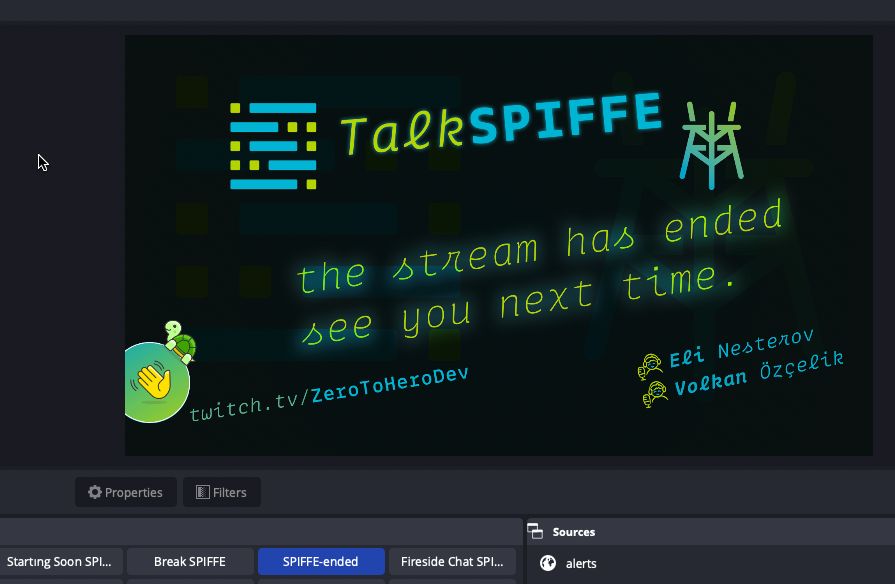 TalkSPIFFE
the stream has ended
see you next time.
Eli Nesterov
Volkan Özçelik
twitch.tv/ZeroToHeroDev
Properties
Filters
Sources
Starting Soon SPI...
Break SPIFFE
SPIFFE-ended
Fireside Chat SPI...
alerts